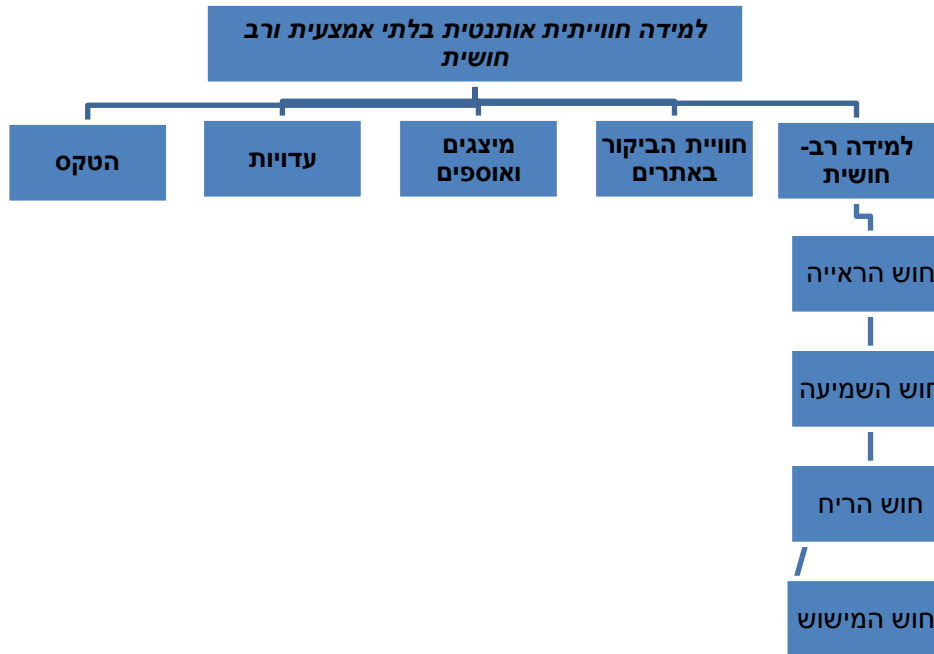 למידה חווייתית אותנטית בלתי אמצעית ורב
חושית
למידה רב-
חושית
חוויית הביקור
באתרים
מיצגים
ואוספים
עדויות
הטקס
חוש הראייה
חוש השמיעה
חוש הריח
חוש המישוש